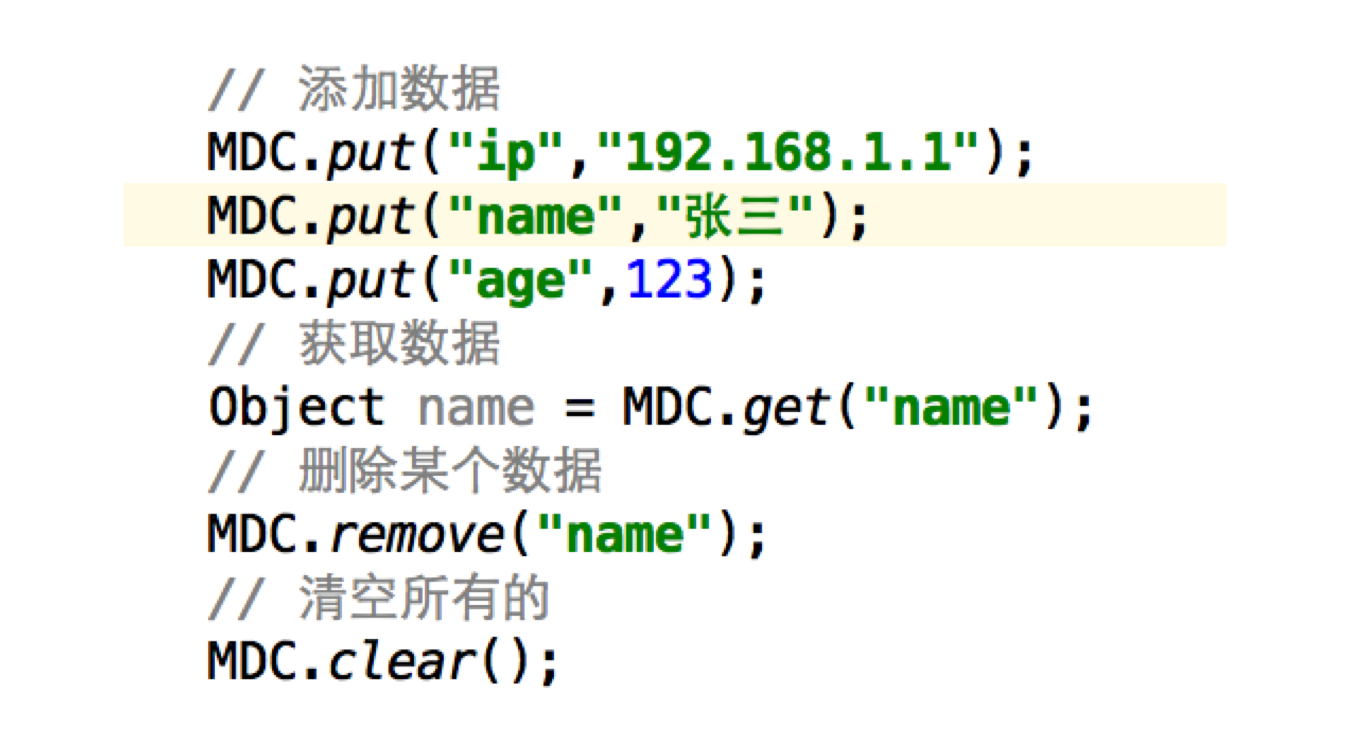 // 添加数据
MDC.put("ip","192.168.1.1");
MDC.put("name","张三");
MDC.put("age",123);
// 获取数据
Object name = MDC.get("name");
// 删除某个数据
MDC.remove("name");
// 清空所有的
MDC.clear();